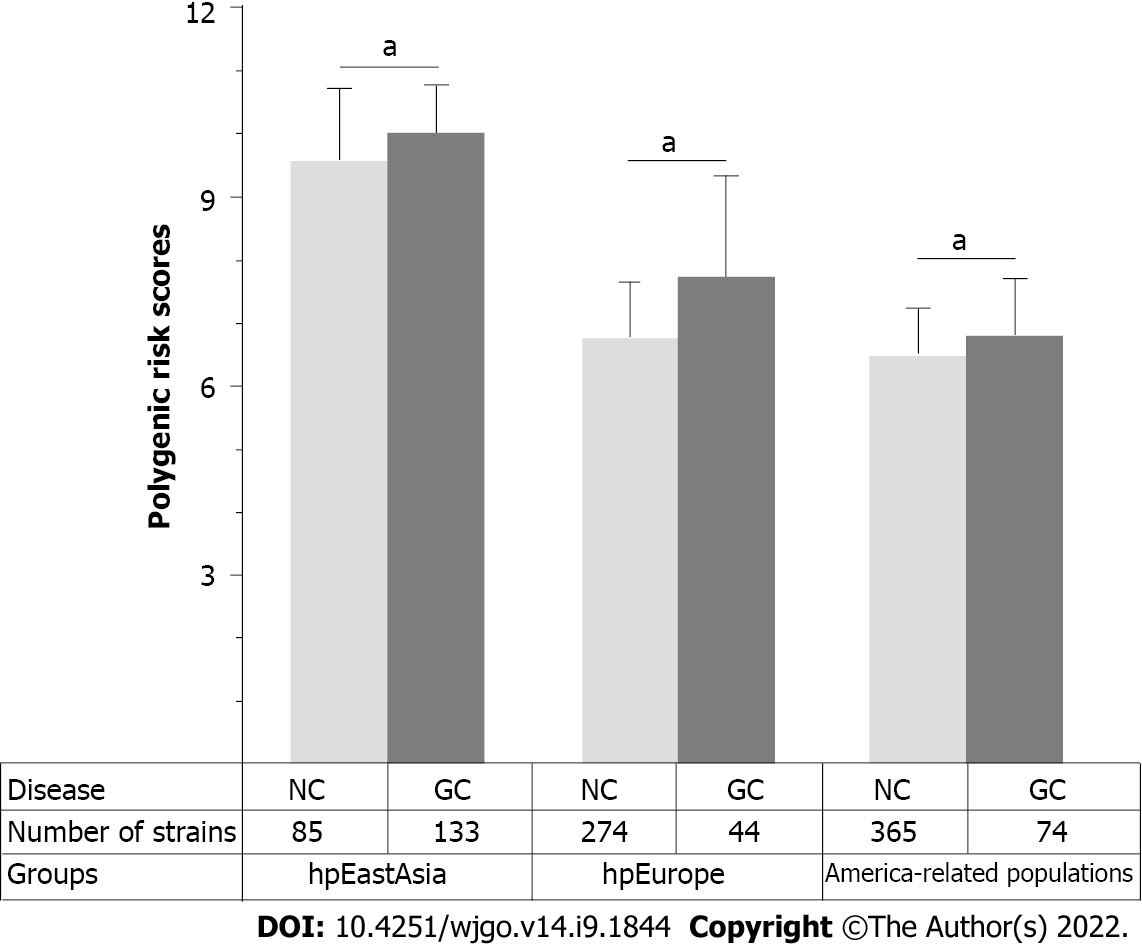 12
9
6
3
Polygenic risk scores
a
a
a
Disease NC GC NC GC NC GC
Number of strains 85 133 274 44 365 74
Groups hpEastAsia hpEurope America-related populations
DOI: 10.4251/wjgo.v14.i9.1844 Copyright ©The Author(s) 2022.